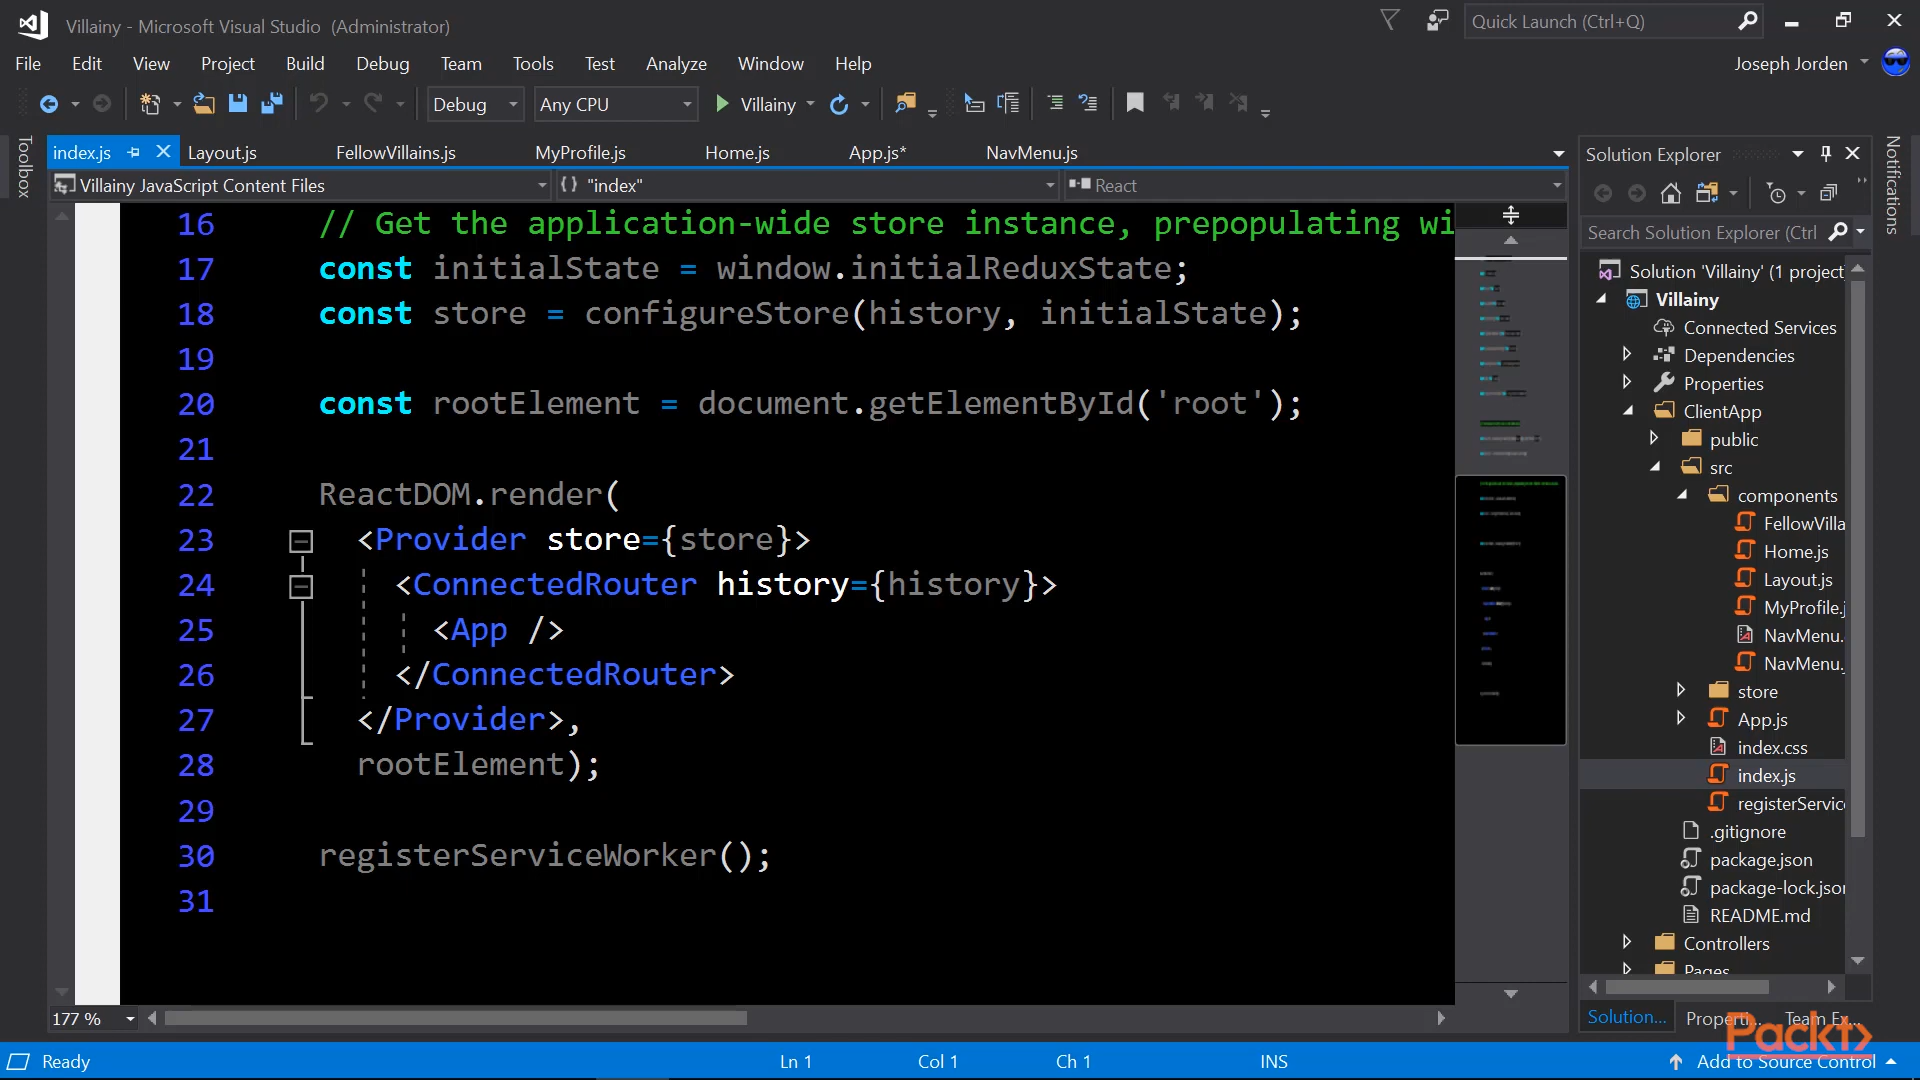 Villainy - Microsoft Visual Studio (Administrator)
Quick Launch (Ctrl+Q)
File Edit View Project Build Debug Team Tools Test Analyze Window Help
Joseph Jorden
Debug Any CPU Villainy
Toolbox
index.js Layout.js FellowVillains.js MyProfile.js Home.js App.js* NavMenu.js
Villainy JavaScript Content Files {} "index" React
16 // Get the application-wide store instance, prepopulating wi
17 const initialState = window.initialReduxState;
18 const store = configureStore(history, initialState);
19
20 const rootElement = document.getElementById('root');
21
22 ReactDOM.render(
23 <Provider store={store}>
24 <ConnectedRouter history={history}>
25 <App />
26 </ConnectedRouter>
27 </Provider>,
28 rootElement);
29
30 registerServiceWorker();
31
177 %
Solution Explorer
Notifications
Search Solution Explorer (Ctrl
Solution 'Villainy' (1 project
Villainy
Connected Services
Dependencies
Properties
ClientApp
public
src
components
FellowVilla
Home.js
Layout.js
MyProfile.j
NavMenu.
NavMenu.
store
App.js
index.css
index.js
registerService
.gitignore
package.json
package-lock.json
README.md
Controllers
Pages
Solution... Properti... Team Ex...
Packt>
Ready Ln 1 Col 1 Ch 1 INS Add to Source Control